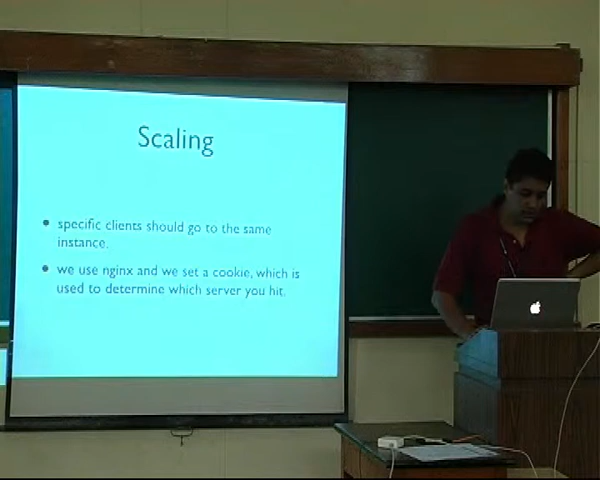 Scaling
specific clients should go to the same
instance.
we use nginx and we set a cookie, which is
used to determine which server you hit.